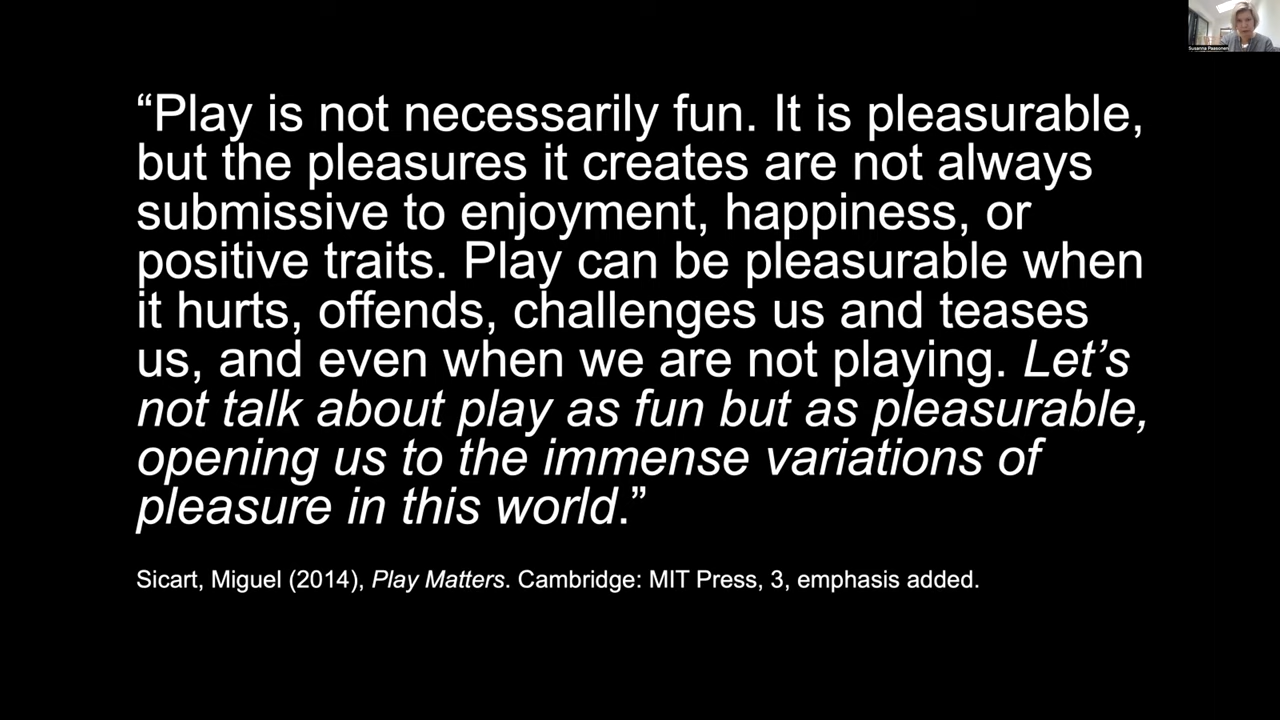 Susanna Paasonen
“Play is not necessarily fun. It is pleasurable,
but the pleasures it creates are not always
submissive to enjoyment, happiness, or
positive traits. Play can be pleasurable when
it hurts, offends, challenges us and teases
us, and even when we are not playing. Let’s
not talk about play as fun but as pleasurable,
opening us to the immense variations of
pleasure in this world.”
Sicart, Miguel (2014), Play Matters. Cambridge: MIT Press, 3, emphasis added.